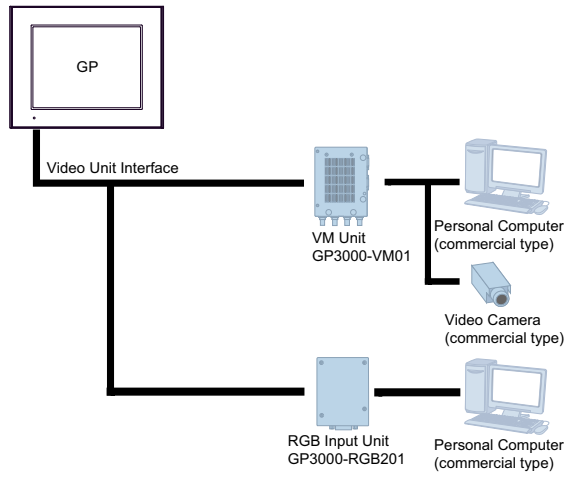 GP
Video Unit Interface
VM Unit
GP3000-VM01
Personal Computer
(commercial type)
Video Camera
(commercial type)
RGB Input Unit
GP3000-RGB201
Personal Computer
(commercial type)